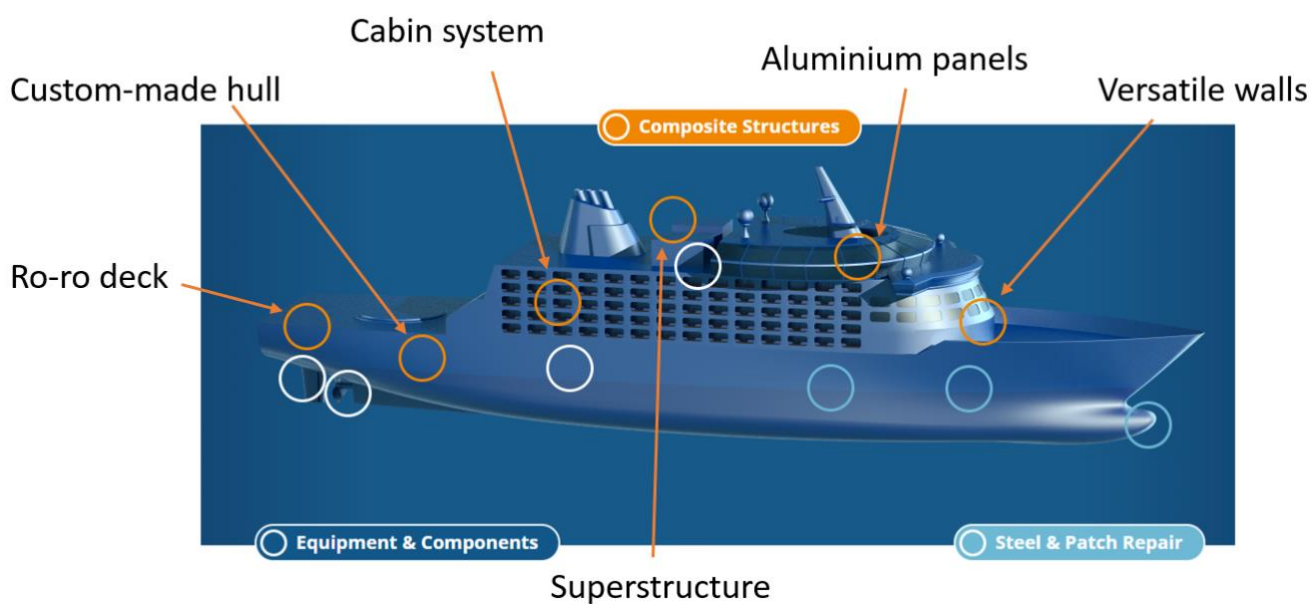 Cabin system
Aluminium panels
Custom-made hull
Versatile walls
Composite Structures
Ro-ro deck
Equipment & Components
Steel & Patch Repair
Superstructure